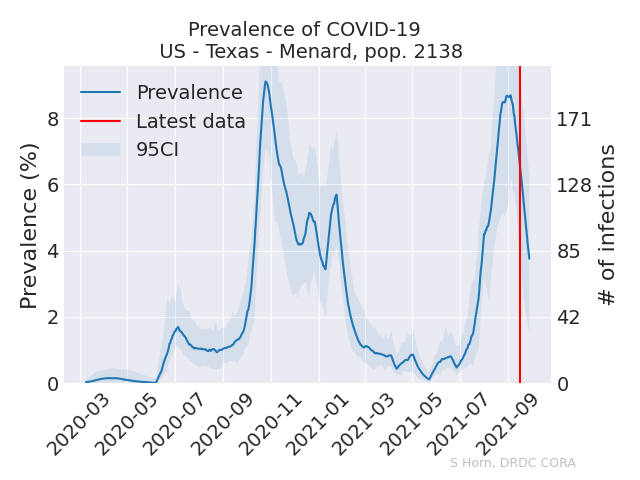 Prevalence of COVID-19
US - Texas - Menard, pop. 2138
Prevalence
Latest data
95CI
Prevalence (%)
8
6
4
2
0
171
128
85
42
0
# of infections
2020-03
2020-05
2020-07
2020-09
2020-11
2021-01
2021-03
2021-05
2021-07
2021-09
S Horn, DRDC CORA